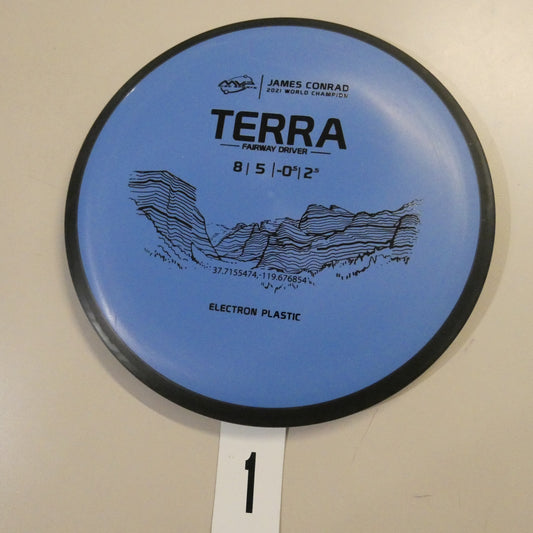 JAMES CONRAD
2021 WORLD CHAMPION
TERRA
FAIRWAY DRIVER
8 | 5 | -0.5 | 2.5
37.7155474,-119.676854
ELECTRON PLASTIC
1